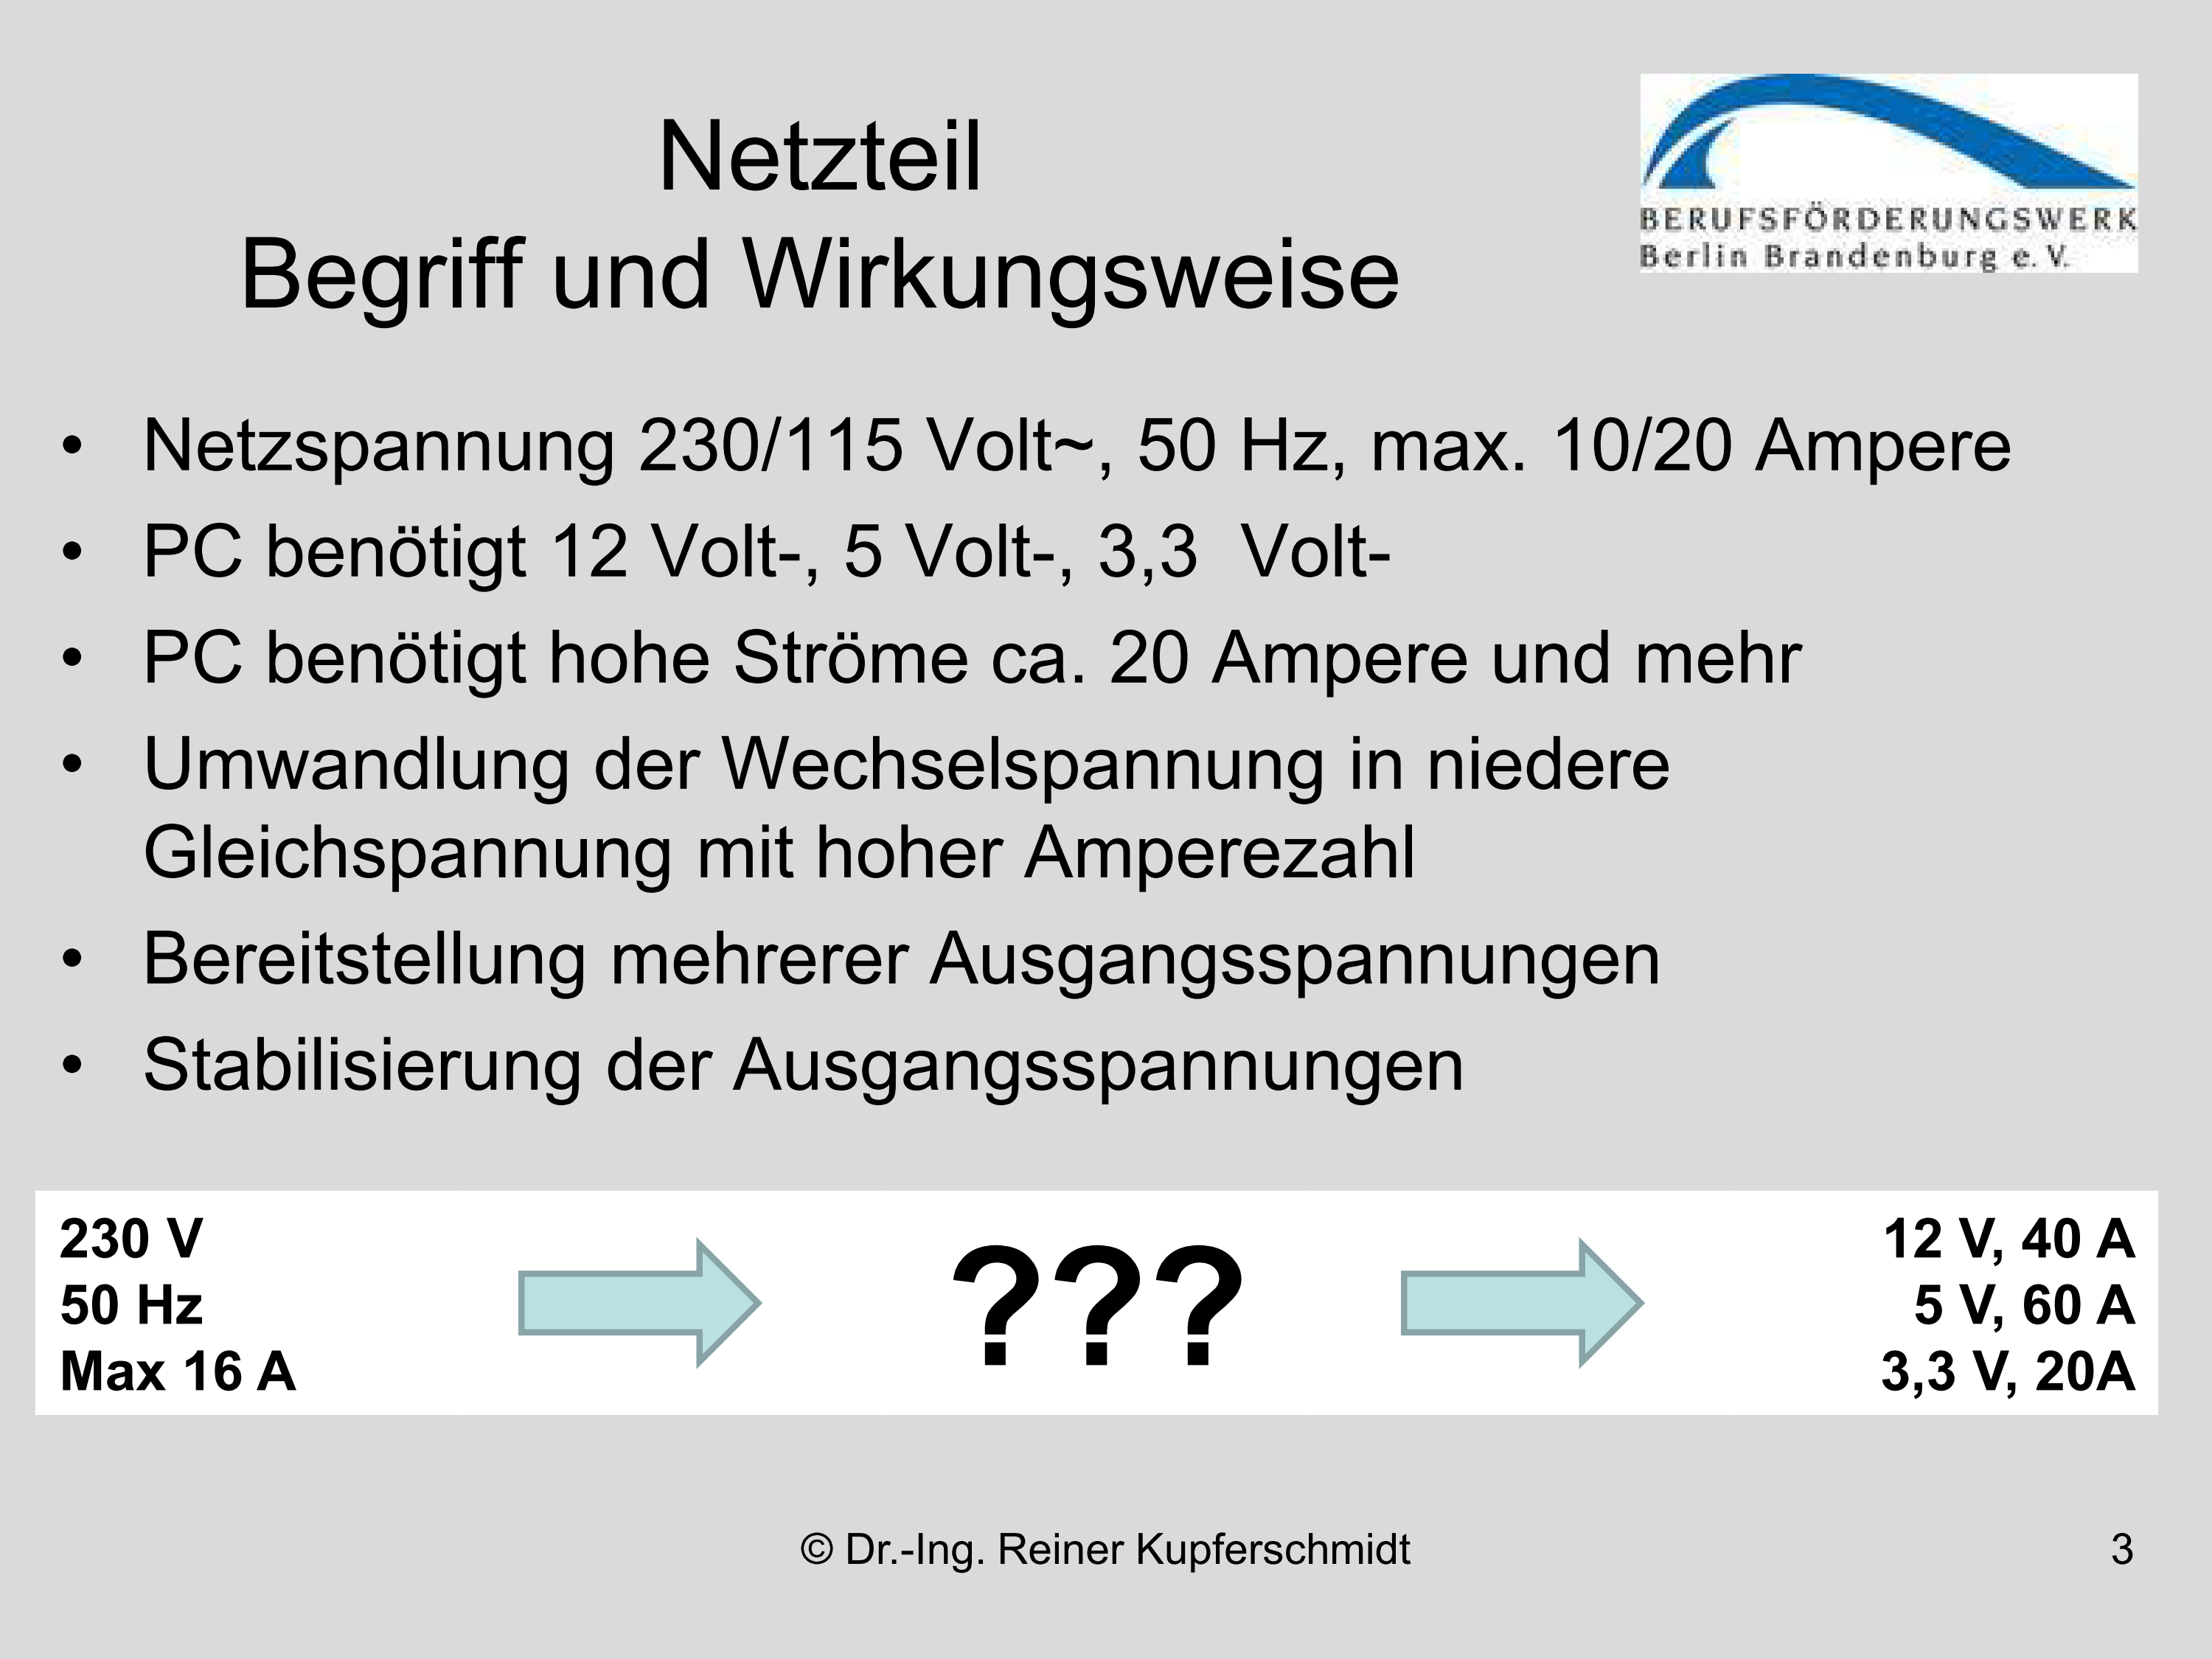 Netzteil
Begriff und Wirkungsweise
BERUFSFÖRDERUNGSWERK
Berlin Brandenburg e. V.
• Netzspannung 230/115 Volt~, 50 Hz, max. 10/20 Ampere
• PC benötigt 12 Volt-, 5 Volt-, 3,3  Volt-
• PC benötigt hohe Ströme ca. 20 Ampere und mehr
• Umwandlung der Wechselspannung in niedere
Gleichspannung mit hoher Amperezahl
• Bereitstellung mehrerer Ausgangsspannungen
• Stabilisierung der Ausgangsspannungen
230 V
50 Hz
Max 16 A
???
12 V, 40 A
5 V, 60 A
3,3 V, 20A
© Dr.-Ing. Reiner Kupferschmidt
3